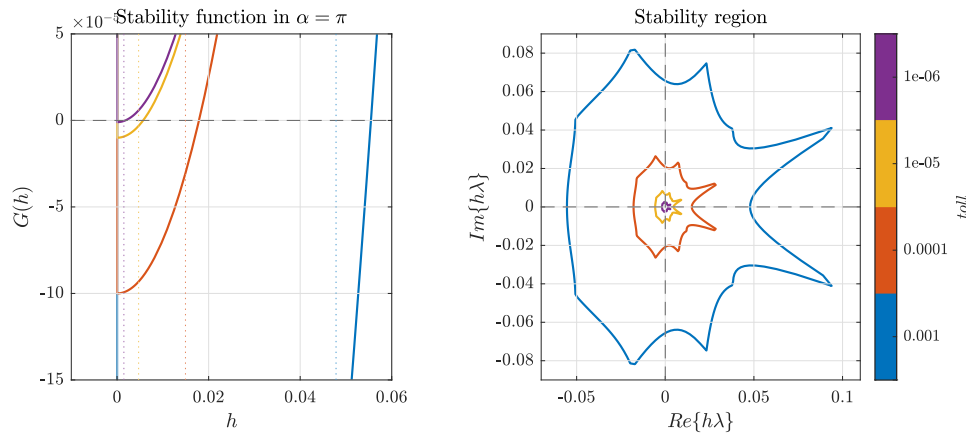 Stability function in α = π
×10⁻⁵
5
0
-5
-10
-15
0
0.02
0.04
0.06
h
G(h)
Stability region
0.08
0.06
0.04
0.02
0
-0.02
-0.04
-0.06
-0.08
-0.05
0
0.05
0.1
Re{hλ}
Im{hλ}
1e-06
1e-05
0.0001
0.001
toll